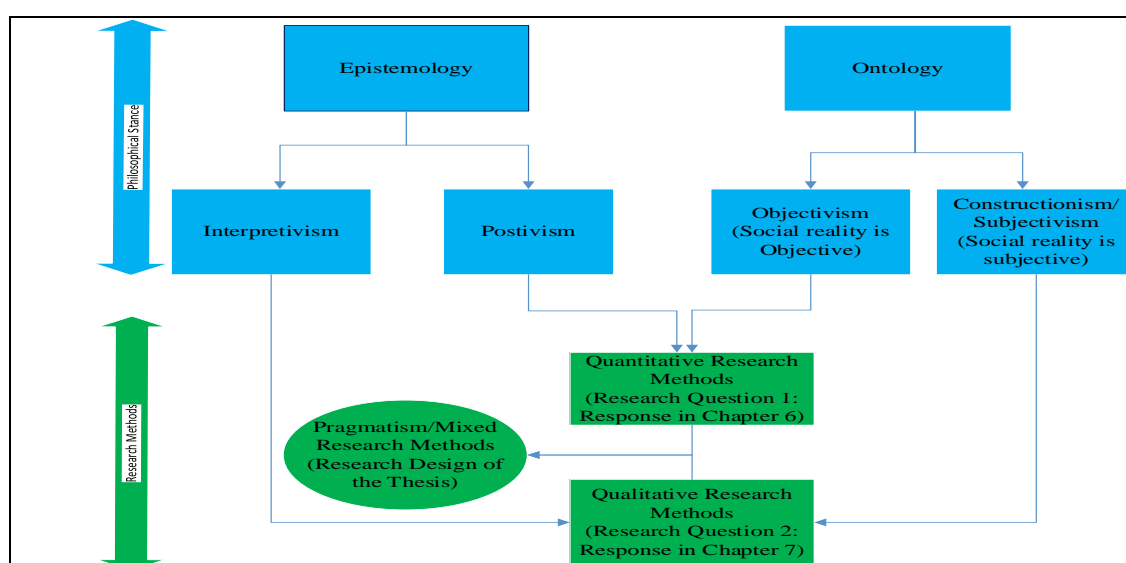 Philosophical Stance
Epistemology
Ontology
Interpretivism
Postivism
Objectivism
(Social reality is
Objective)
Constructionism/
Subjectivism
(Social reality is
subjective)
Research Methods
Quantitative Research
Methods
(Research Question 1:
Response in Chapter 6)
Pragmatism/Mixed
Research Methods
(Research Design of
the Thesis)
Qualitative Research
Methods
(Research Question 2:
Response in Chapter 7)